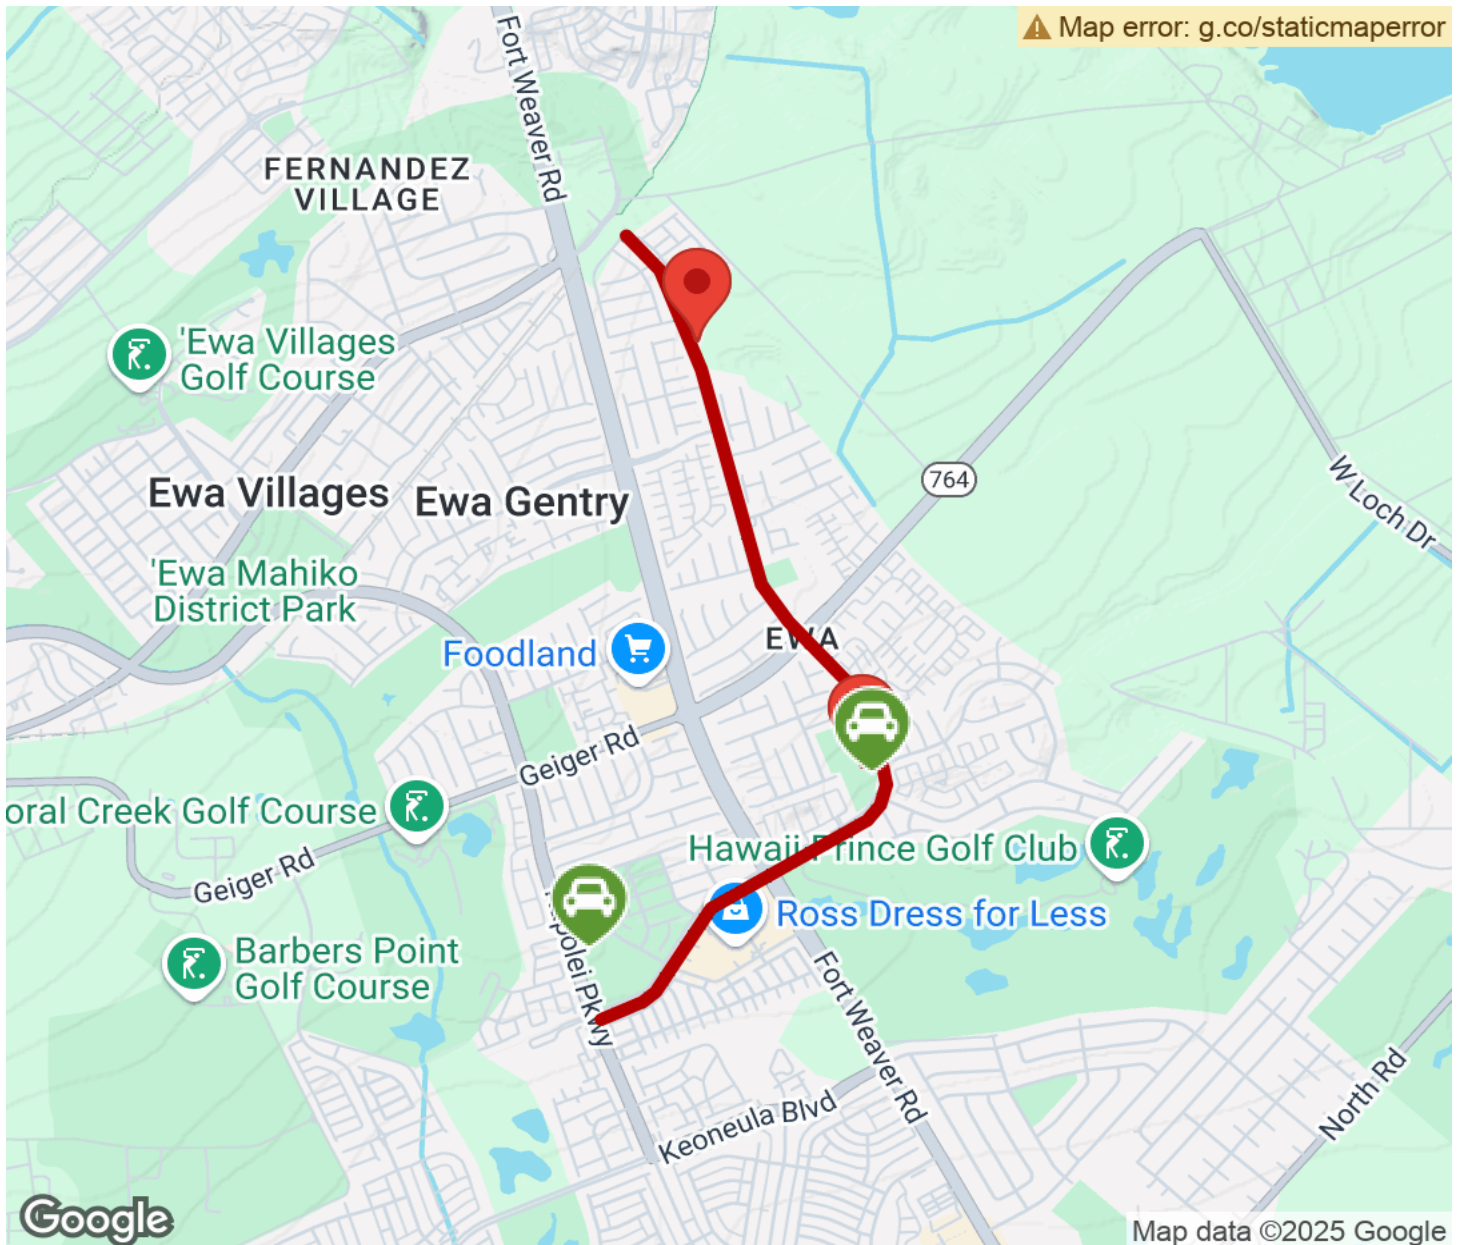 Map error: g.co/staticmaperror
Fort Weaver Rd
FERNANDEZ
VILLAGE
'Ewa Villages
Golf Course
764
W Loch Dr
Ewa Villages
Ewa Gentry
'Ewa Mahiko
District Park
EWA
Foodland
Geiger Rd
oral Creek Golf Course
Hawaii Prince Golf Club
Geiger Rd
Ross Dress for Less
polei Pkwy
Barbers Point
Golf Course
Fort Weaver Rd
North Rd
Keoneula Blvd
Google
Map data ©2025 Google